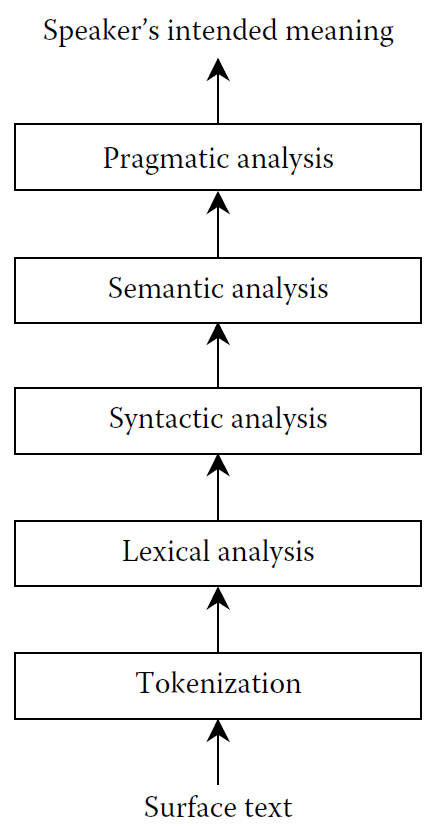 Speaker’s intended meaning
Pragmatic analysis
Semantic analysis
Syntactic analysis
Lexical analysis
Tokenization
Surface text